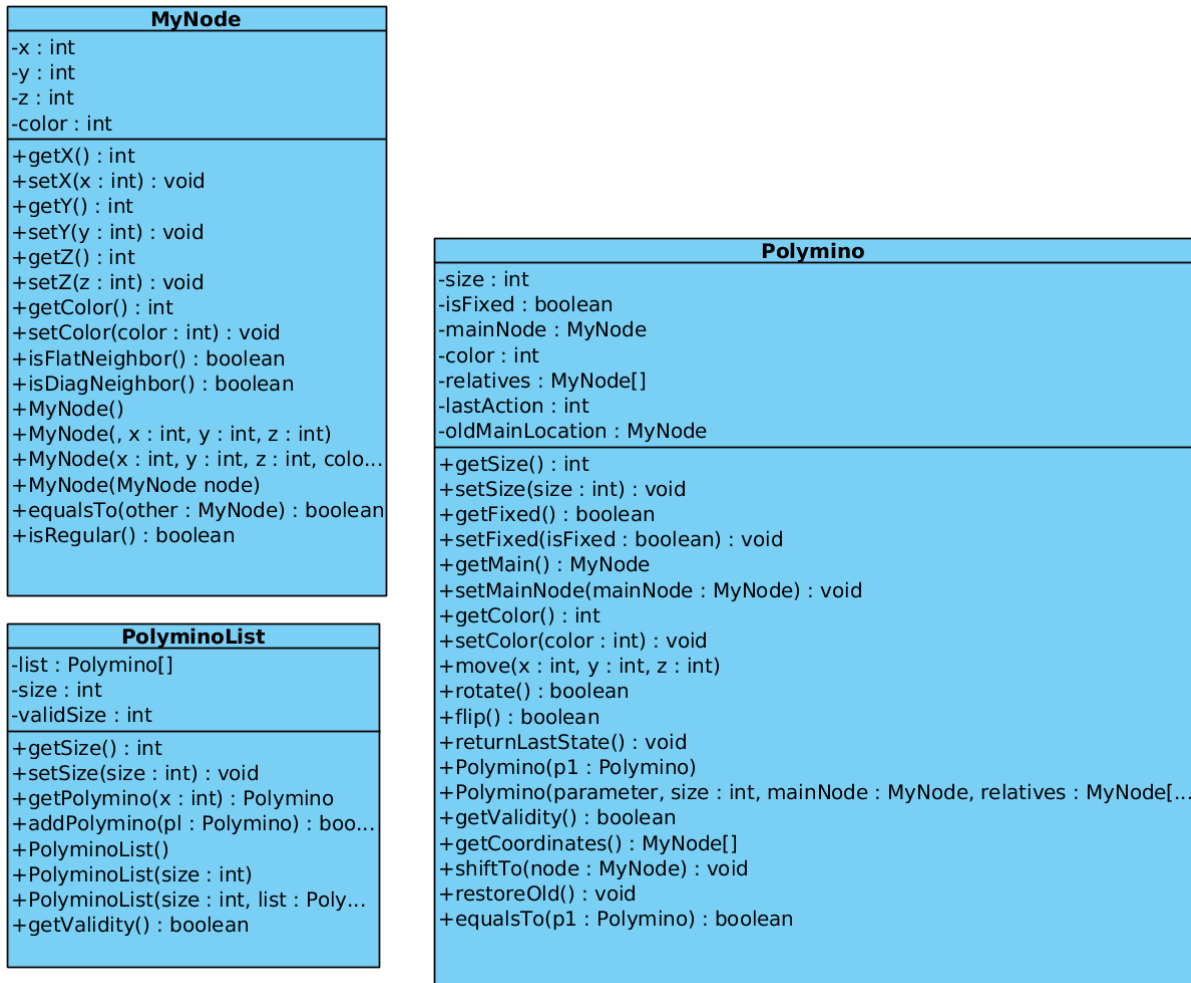 MyNode
-x : int
-y : int
-z : int
-color : int
+getX() : int
+setX(x : int) : void
+getY() : int
+setY(y : int) : void
+getZ() : int
+setZ(z : int) : void
+getColor() : int
+setColor(color : int) : void
+isFlatNeighbor() : boolean
+isDiagNeighbor() : boolean
+MyNode()
+MyNode(, x : int, y : int, z : int)
+MyNode(x : int, y : int, z : int, colo...
+MyNode(MyNode node)
+equalsTo(other : MyNode) : boolean
+isRegular() : boolean
PolyminoList
-list : Polymino[]
-size : int
-validSize : int
+getSize() : int
+setSize(size : int) : void
+getPolymino(x : int) : Polymino
+addPolymino(pl : Polymino) : boo...
+PolyminoList()
+PolyminoList(size : int)
+PolyminoList(size : int, list : Poly...
+getValidity() : boolean
Polymino
-size : int
-isFixed : boolean
-mainNode : MyNode
-color : int
-relatives : MyNode[]
-lastAction : int
-oldMainLocation : MyNode
+getSize() : int
+setSize(size : int) : void
+getFixed() : boolean
+setFixed(isFixed : boolean) : void
+getMain() : MyNode
+setMainNode(mainNode : MyNode) : void
+getColor() : int
+setColor(color : int) : void
+move(x : int, y : int, z : int)
+rotate() : boolean
+flip() : boolean
+returnLastState() : void
+Polymino(p1 : Polymino)
+Polymino(parameter, size : int, mainNode : MyNode, relatives : MyNode[...
+getValidity() : boolean
+getCoordinates() : MyNode[]
+shiftTo(node : MyNode) : void
+restoreOld() : void
+equalsTo(p1 : Polymino) : boolean